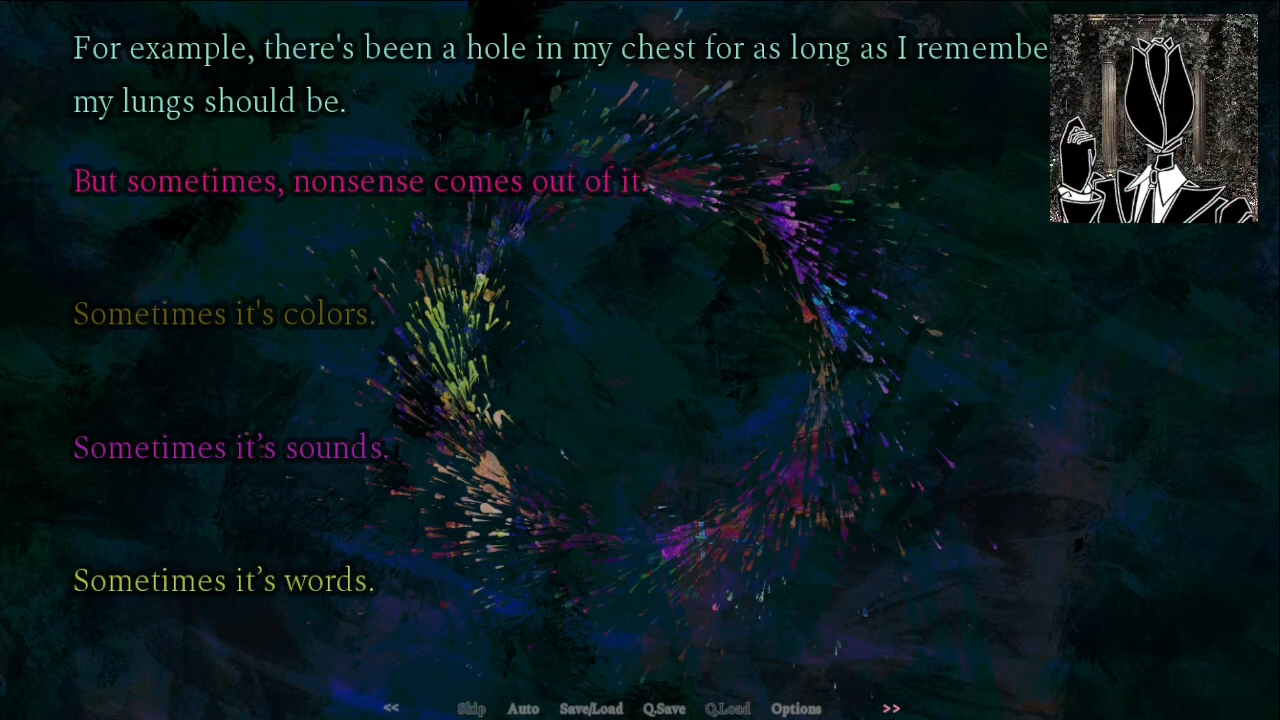 For example, there's been a hole in my chest for as long as I remembe
my lungs should be.
But sometimes, nonsense comes out of it.
Sometimes it's colors.
Sometimes it’s sounds.
Sometimes it’s words.
<< Skip Auto Save/Load Q.Save Q.Load Options >>